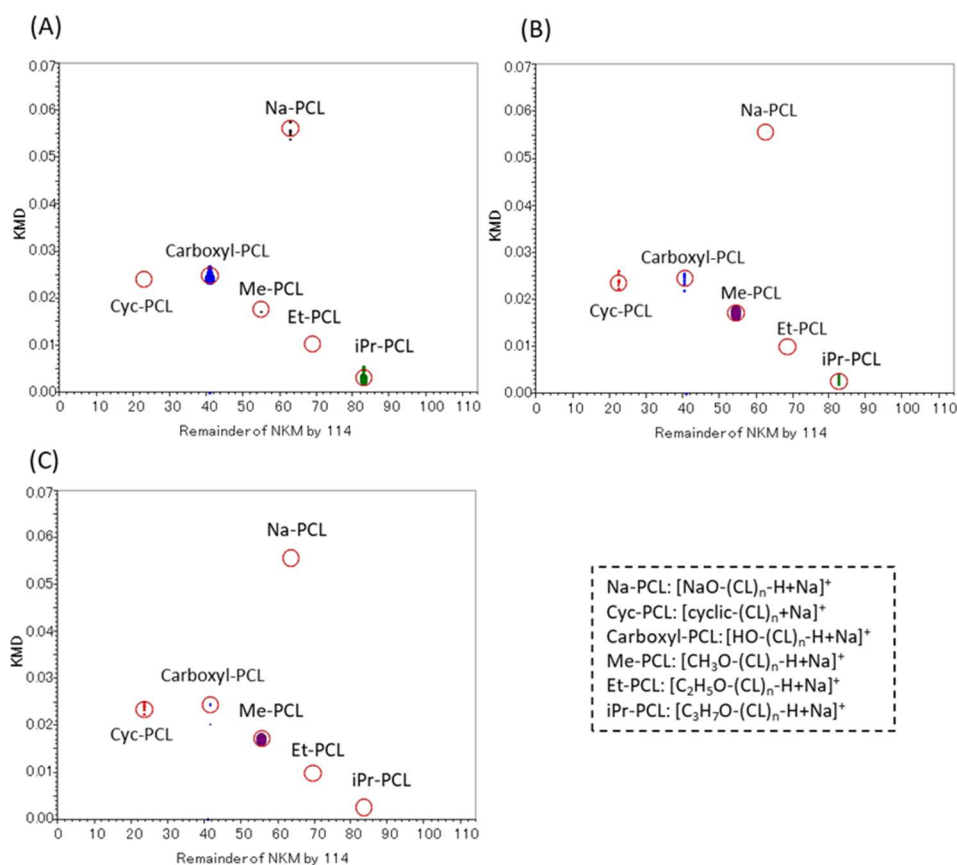 (A)
0.07
0.06
0.05
0.04
0.03
0.02
0.01
0.00
KMD
Na-PCL
Carboxyl-PCL
Cyc-PCL
Me-PCL
Et-PCL
iPr-PCL
0 10 20 30 40 50 60 70 80 90 100 110
Remainder of NKM by 114
(B)
0.07
0.06
0.05
0.04
0.03
0.02
0.01
0.00
KMD
Na-PCL
Carboxyl-PCL
Cyc-PCL
Me-PCL
Et-PCL
iPr-PCL
0 10 20 30 40 50 60 70 80 90 100 110
Remainder of NKM by 114
(C)
0.07
0.06
0.05
0.04
0.03
0.02
0.01
0.00
KMD
Na-PCL
Carboxyl-PCL
Cyc-PCL
Me-PCL
Et-PCL
iPr-PCL
0 10 20 30 40 50 60 70 80 90 100 110
Remainder of NKM by 114
Na-PCL: [NaO-(CL)n-H+Na]+
Cyc-PCL: [cyclic-(CL)n+Na]+
Carboxyl-PCL: [HO-(CL)n-H+Na]+
Me-PCL: [CH3O-(CL)n-H+Na]+
Et-PCL: [C2H5O-(CL)n-H+Na]+
iPr-PCL: [C3H7O-(CL)n-H+Na]+